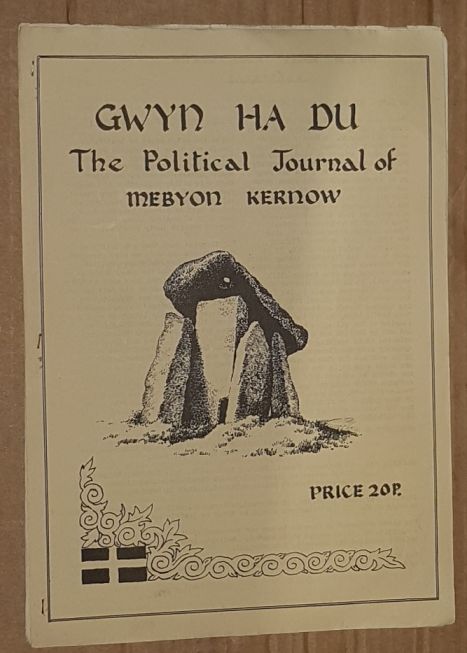 GWYN HA DU
The Political Journal of
MEBYON KERNOW
PRICE 20P.